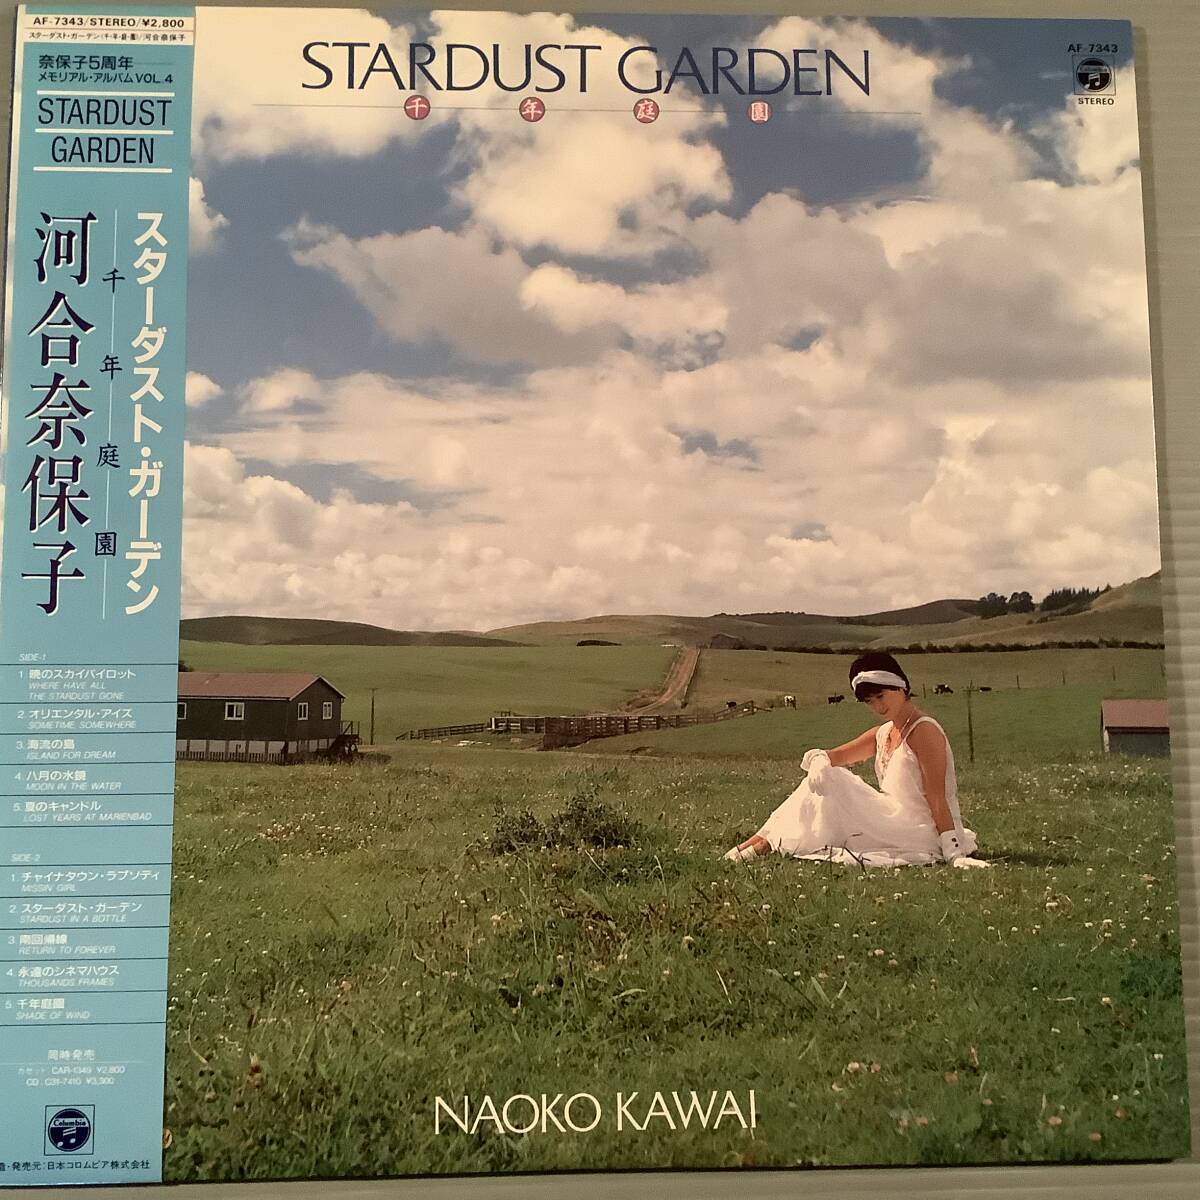 AF-7343/STEREO/¥2,800
スターダスト・ガーデン(千・年・庭・園)/河合奈保子
奈保子5周年
メモリアル・アルバムVOL.4
STARDUST
GARDEN
スターダスト・ガーデン
千年庭園
河合奈保子
SIDE-1
1. 暁のスカイパイロット
WHERE HAVE ALL
THE STARDUST GONE
2. オリエンタル・アイズ
SOMETIME SOMEWHERE
3. 海流の島
ISLAND FOR DREAM
4. 八月の水鏡
MOON IN THE WATER
5. 夏のキャンドル
LOST YEARS AT MARIENBAD
SIDE-2
1. チャイナタウン・ラプソディ
MISSIN' GIRL
2. スターダスト・ガーデン
STARDUST IN A BOTTLE
3. 南回帰線
RETURN TO FOREVER
4. 永遠のシネマハウス
THOUSANDS FRAMES
5. 千年庭園
SHADE OF WIND
同時発売
カセット CAR-1349 ¥2,800
CD C31-7410 ¥3,300
Columbia
・発売元:日本コロムビア株式会社
STARDUST GARDEN
千年庭園
AF-7343
Columbia
STEREO
NAOKO KAWAI